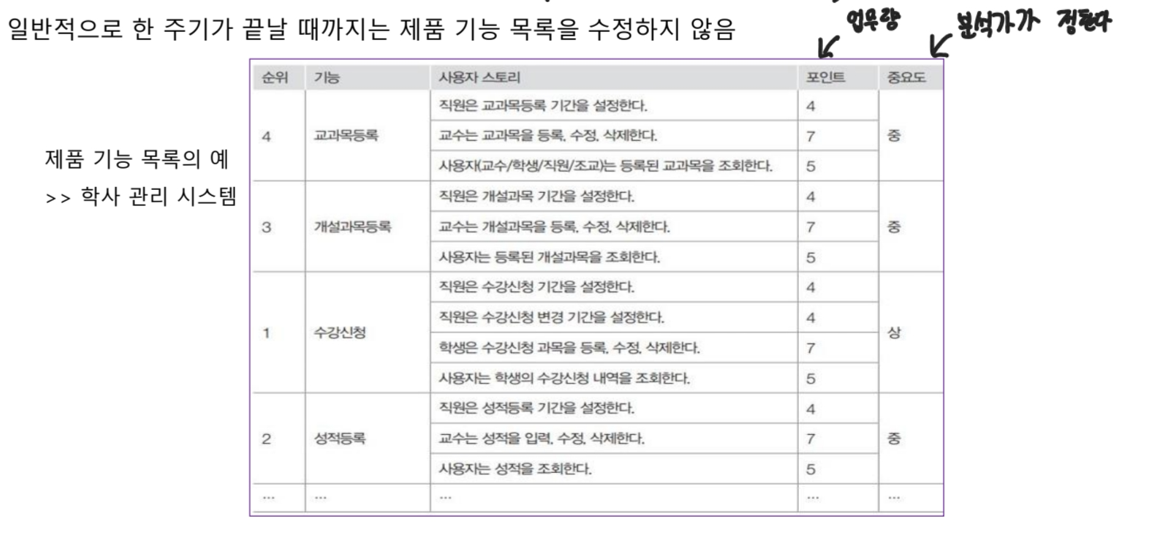 업무량
분석가가 정한다
일반적으로 한 주기가 끝날 때까지는 제품 기능 목록을 수정하지 않음
제품 기능 목록의 예
>> 학사 관리 시스템
순위 기능 사용자 스토리 포인트 중요도
4 교과목등록 직원은 교과목등록 기간을 설정한다. 4 중
교수는 교과목을 등록, 수정, 삭제한다. 7
사용자(교수/학생/직원/조교)는 등록된 교과목을 조회한다. 5
3 개설과목등록 직원은 개설과목 기간을 설정한다. 4 중
교수는 개설과목을 등록, 수정, 삭제한다. 7
사용자는 등록된 개설과목을 조회한다. 5
1 수강신청 직원은 수강신청 기간을 설정한다. 4 상
직원은 수강신청 변경 기간을 설정한다. 4
학생은 수강신청 과목을 등록, 수정, 삭제한다. 7
사용자는 학생의 수강신청 내역을 조회한다. 5
2 성적등록 직원은 성적등록 기간을 설정한다. 4 중
교수는 성적을 입력, 수정, 삭제한다. 7
사용자는 성적을 조회한다. 5
... ... ... ... ...